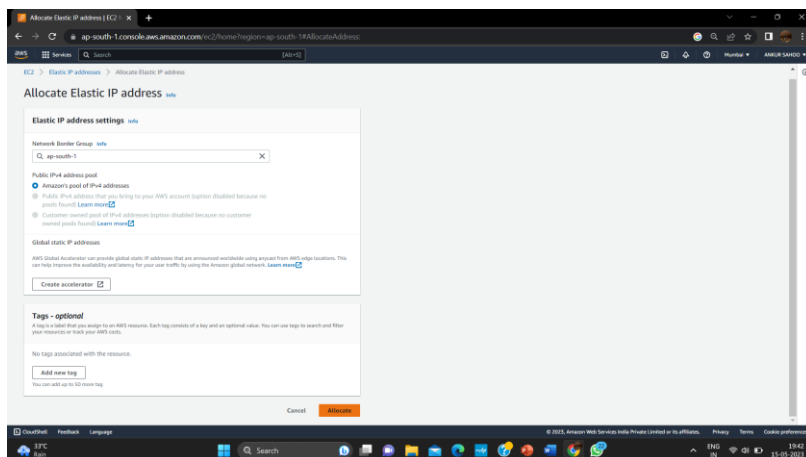 Allocate Elastic IP address | EC2
ap-south-1.console.aws.amazon.com/ec2/home?region=ap-south-1#AllocateAddress:
aws Services Search [Alt+S] Mumbai ANKUR SAHOO
EC2 > Elastic IP addresses > Allocate Elastic IP address
Allocate Elastic IP address Info
Elastic IP address settings Info
Network Border Group Info
ap-south-1
Public IPv4 address pool
Amazon's pool of IPv4 addresses
Public IPv4 address that you bring to your AWS account (option disabled because no
pools found) Learn more
Customer owned pool of IPv4 addresses (option disabled because no customer
owned pools found) Learn more
Global static IP addresses
AWS Global Accelerator can provide global static IP addresses that are announced worldwide using anycast from AWS edge locations. This
can help improve the availability and latency for your user traffic by using the Amazon global network. Learn more
Create accelerator
Tags - optional
A tag is a label that you assign to an AWS resource. Each tag consists of a key and an optional value. You can use tags to search and filter
your resources or track your AWS costs.
No tags associated with the resource.
Add new tag
You can add up to 50 more tag
Cancel Allocate
CloudShell Feedback Language © 2023, Amazon Web Services India Private Limited or its affiliates. Privacy Terms Cookie preferences
33°C
Rain
Search
ENG
IN
19:42
15-05-2023